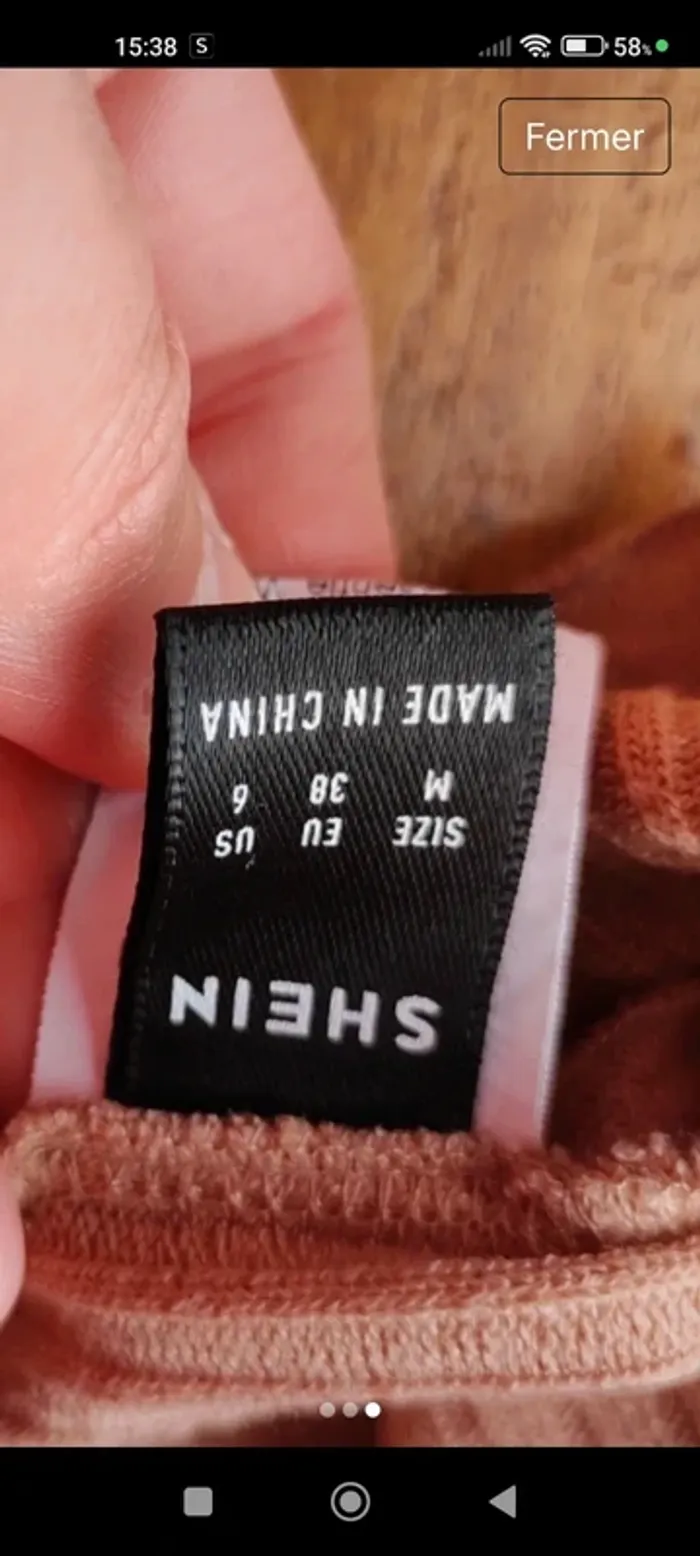 15:38 S 58%
Fermer
SHEIN
SIZE EU US
M 38 6
MADE IN CHINA